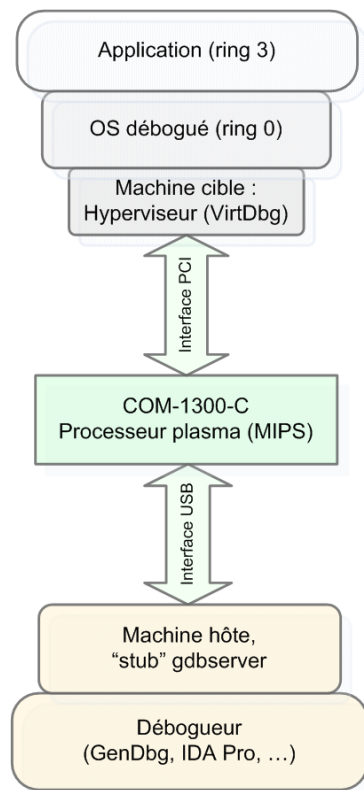 Application (ring 3)
OS débogué (ring 0)
Machine cible :
Hyperviseur (VirtDbg)
Interface PCI
COM-1300-C
Processeur plasma (MIPS)
Interface USB
Machine hôte,
“stub” gdbserver
Débogueur
(GenDbg, IDA Pro, …)